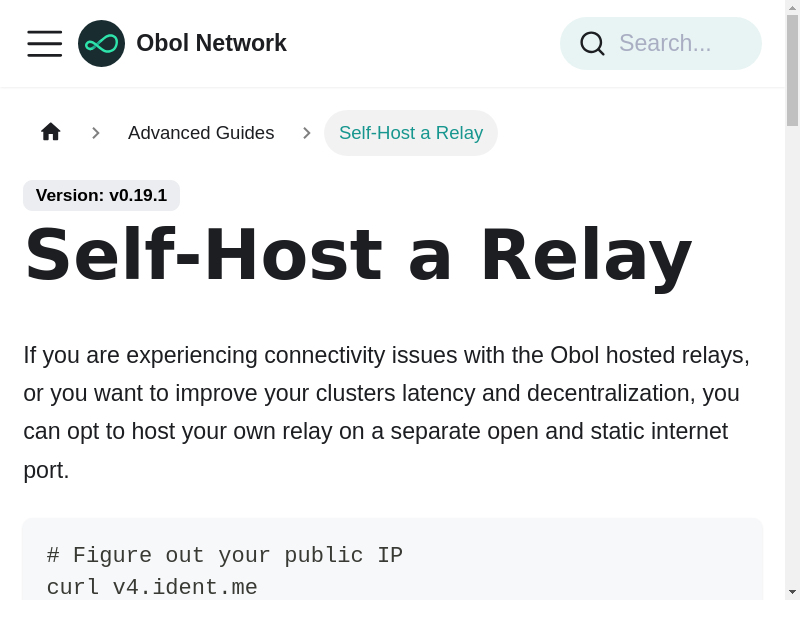 Obol Network
Search...
Advanced Guides
Self-Host a Relay
Version: v0.19.1
Self-Host a Relay
If you are experiencing connectivity issues with the Obol hosted relays,
or you want to improve your clusters latency and decentralization, you
can opt to host your own relay on a separate open and static internet
port.
# Figure out your public IP
curl v4.ident.me